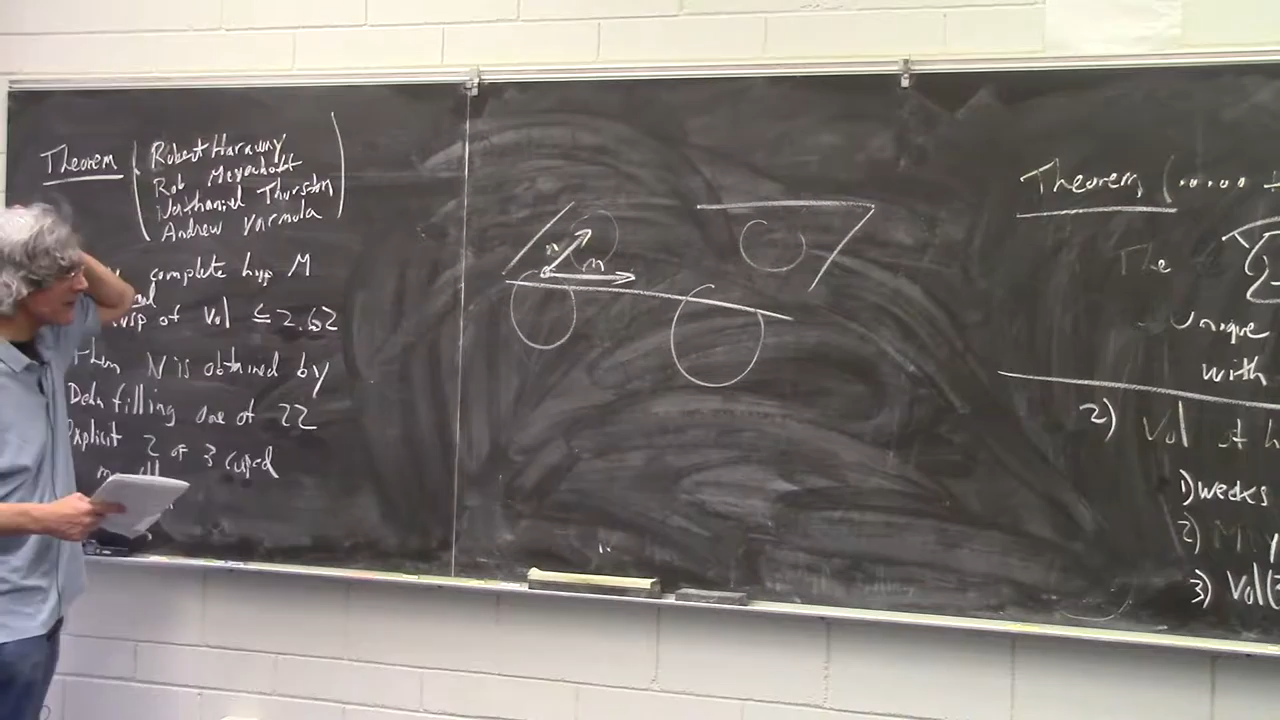 Theorem
Robert Haraway
Rob Meyerhoff
Nathaniel Thurston
Andrew Yarmola
complete hyp M
cusp of Vol ≤ 2.62
then N is obtained by
Dehn filling one of 22
Explicit 2 or 3 cusped
n
m
Theorem (.....
The
Unique
with
2) Vol of h
1) weeks
2) M
3) Vol(